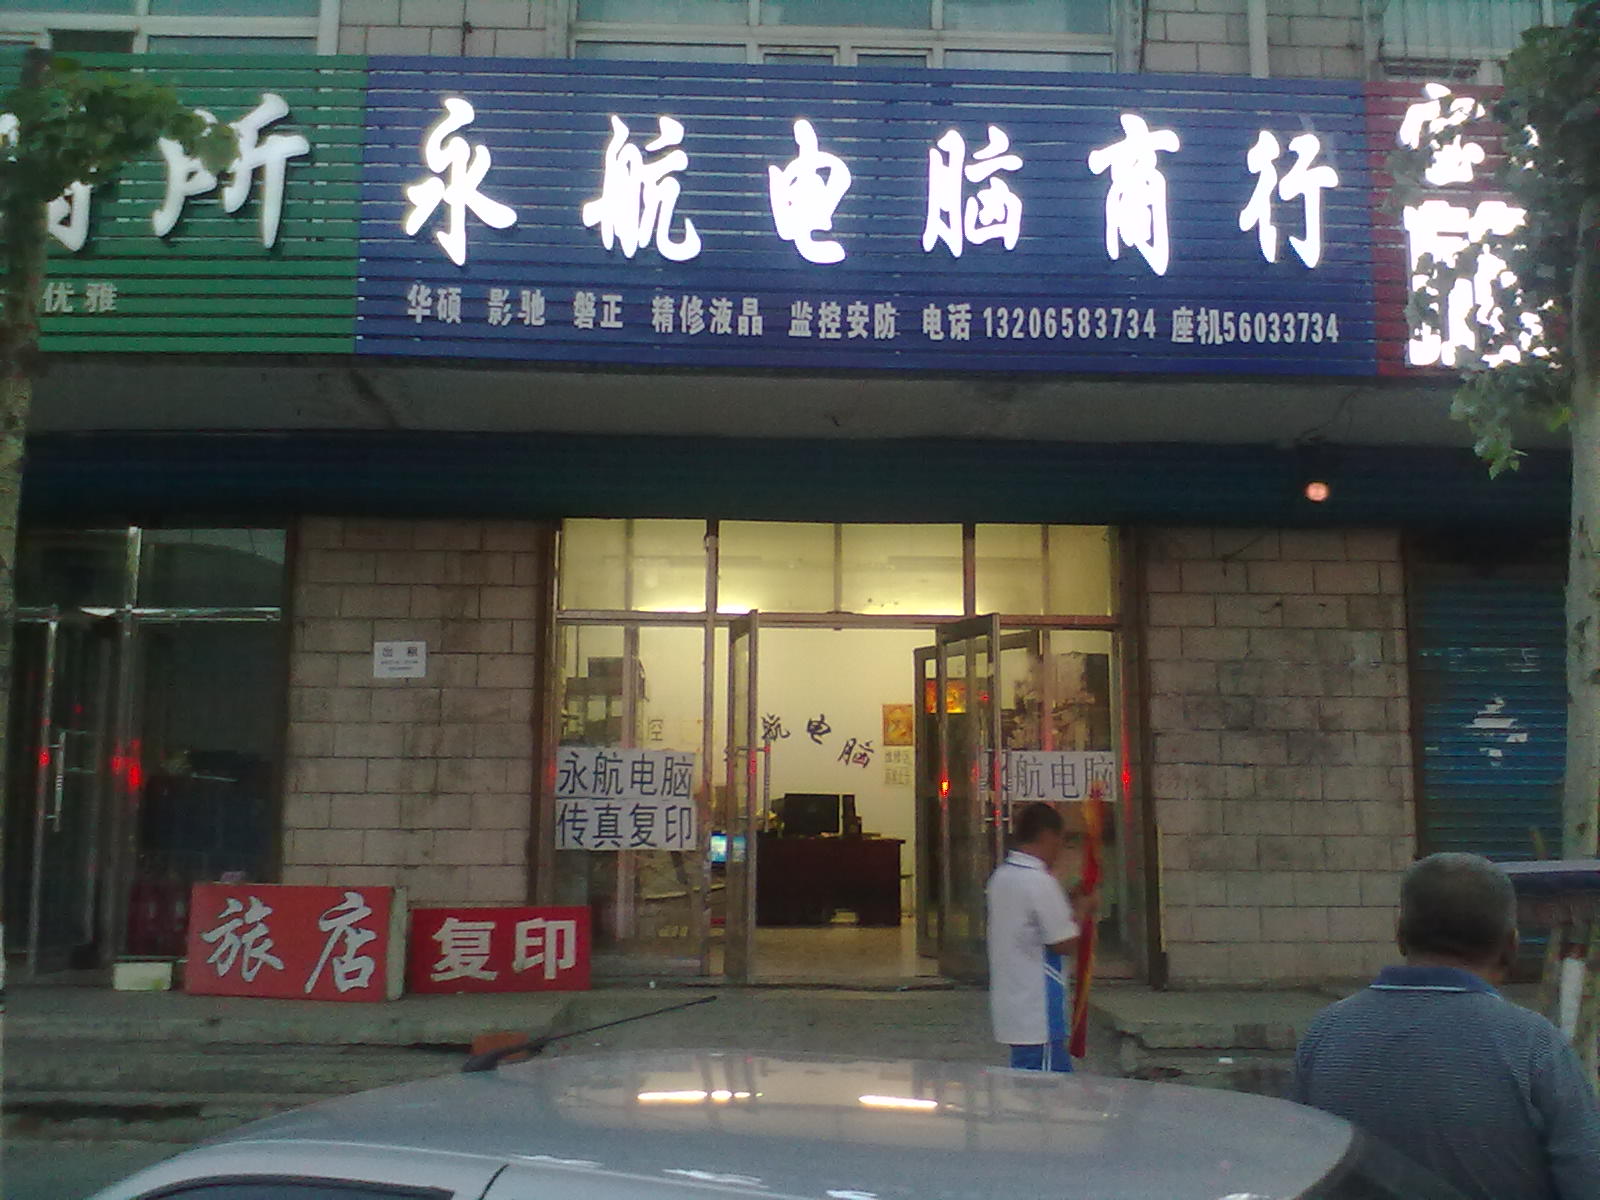 所
永航电脑商行
优雅
华硕 影驰 磐正 精修液晶 监控安防 电话13206583734 座机56033734
出租
航电脑
永航电脑
传真复印
永航电脑
旅店
复印